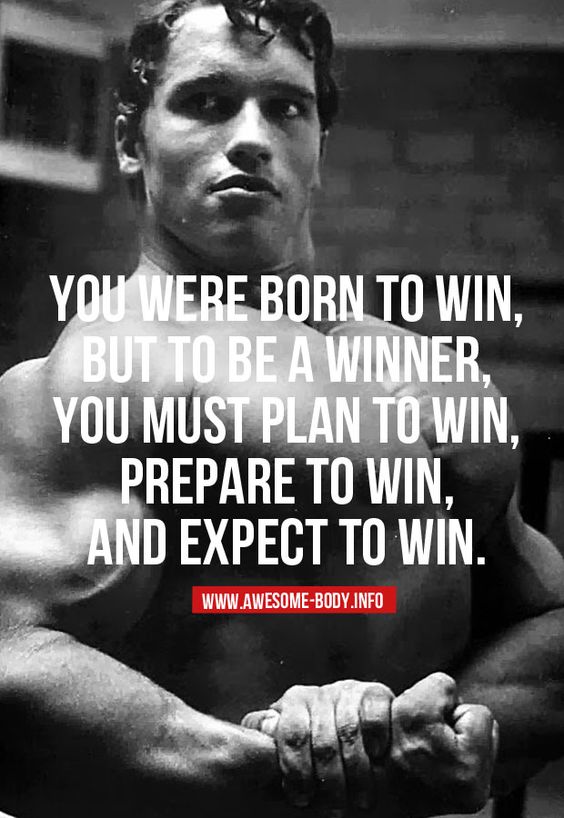 YOU WERE BORN TO WIN,
BUT TO BE A WINNER,
YOU MUST PLAN TO WIN,
PREPARE TO WIN,
AND EXPECT TO WIN.
WWW.AWESOME-BODY.INFO